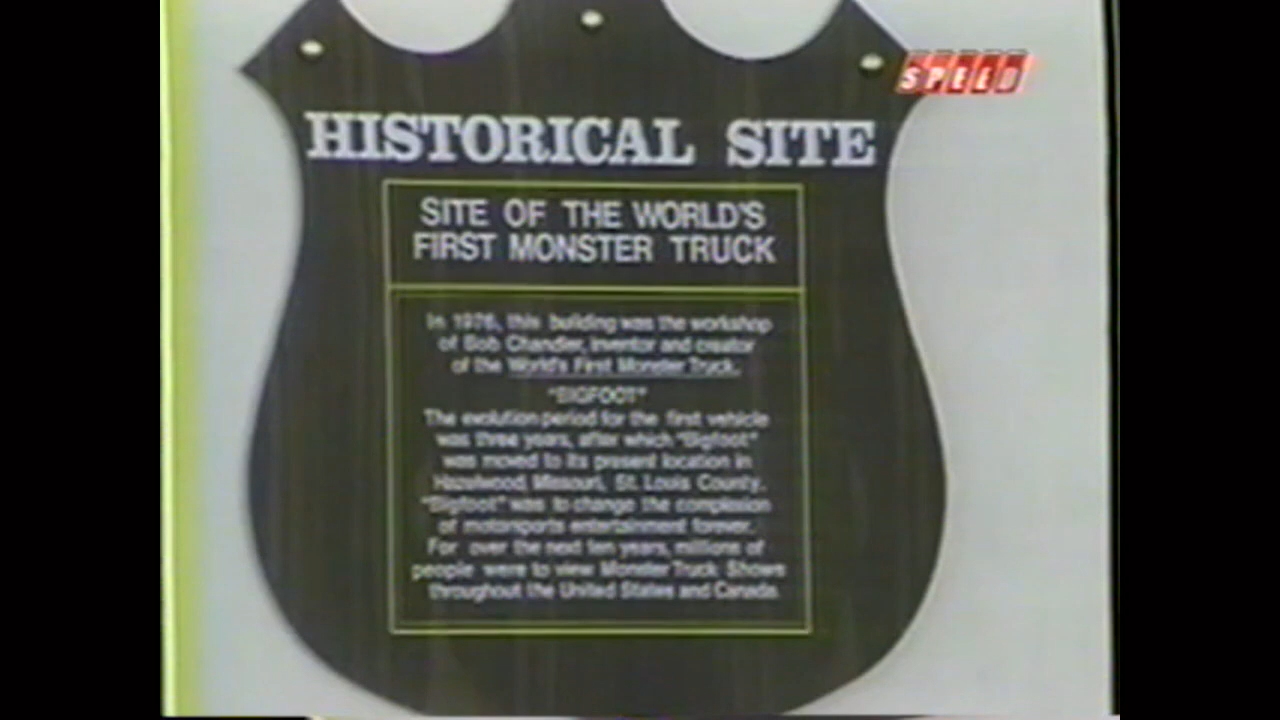 SPEED
HISTORICAL SITE
SITE OF THE WORLD'S
FIRST MONSTER TRUCK
In 1976, this building was the workshop
of Bob Chandler, inventor and creator
of the World's First Monster Truck.
"BIGFOOT"
The evolution period for the first vehicle
was three years, after which "Bigfoot"
was moved to its present location in
Hazelwood, Missouri, St. Louis County.
"Bigfoot" was to change the complexion
of motorsports entertainment forever.
For over the next ten years, millions of
people were to view Monster Truck Shows
throughout the United States and Canada